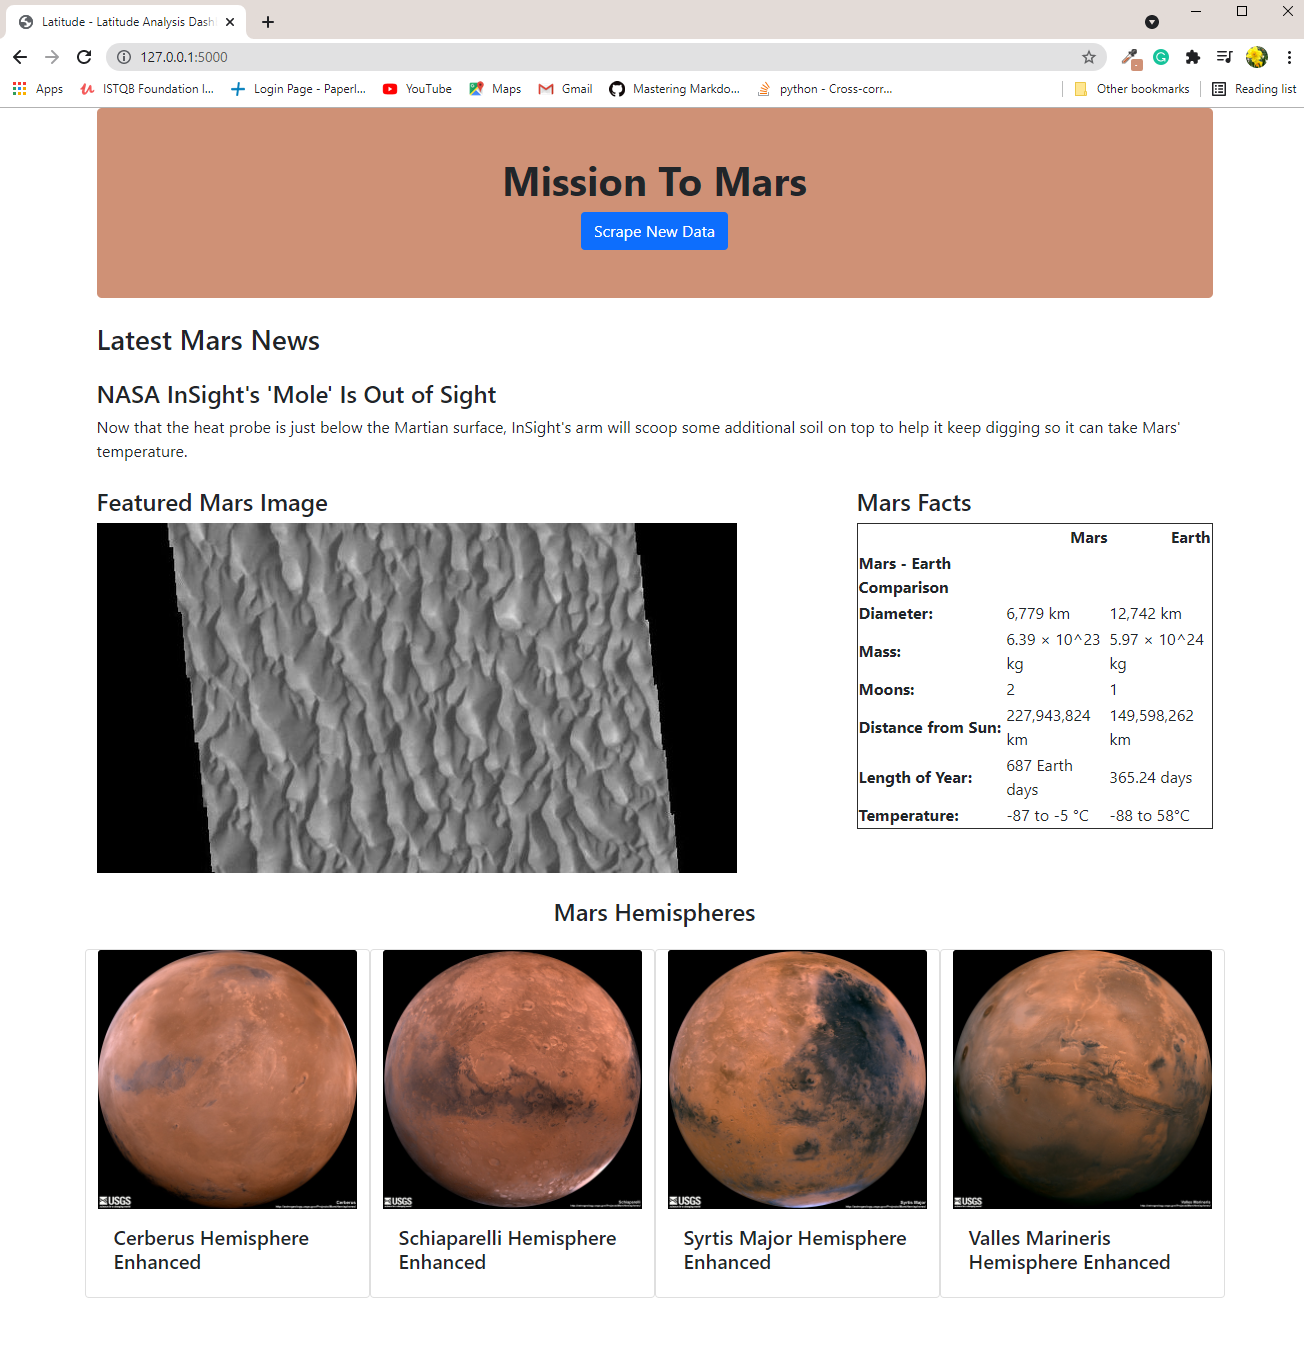 Latitude - Latitude Analysis Dash
127.0.0.1:5000
Apps
ISTQB Foundation I...
Login Page - Paperl...
YouTube
Maps
Gmail
Mastering Markdo...
python - Cross-corr...
Other bookmarks
Reading list
Mission To Mars
Scrape New Data
Latest Mars News
NASA InSight's 'Mole' Is Out of Sight
Now that the heat probe is just below the Martian surface, InSight's arm will scoop some additional soil on top to help it keep digging so it can take Mars'
temperature.
Featured Mars Image
Mars Facts
Mars Earth
Mars - Earth
Comparison
Diameter: 6,779 km 12,742 km
Mass: 6.39 × 10^23 kg 5.97 × 10^24 kg
Moons: 2 1
Distance from Sun: 227,943,824 km 149,598,262 km
Length of Year: 687 Earth days 365.24 days
Temperature: -87 to -5 °C -88 to 58°C
Mars Hemispheres
USGS
Cerberus
USGS
Schiaparelli
USGS
Syrtis Major
USGS
Valles Marineris
Cerberus Hemisphere
Enhanced
Schiaparelli Hemisphere
Enhanced
Syrtis Major Hemisphere
Enhanced
Valles Marineris
Hemisphere Enhanced